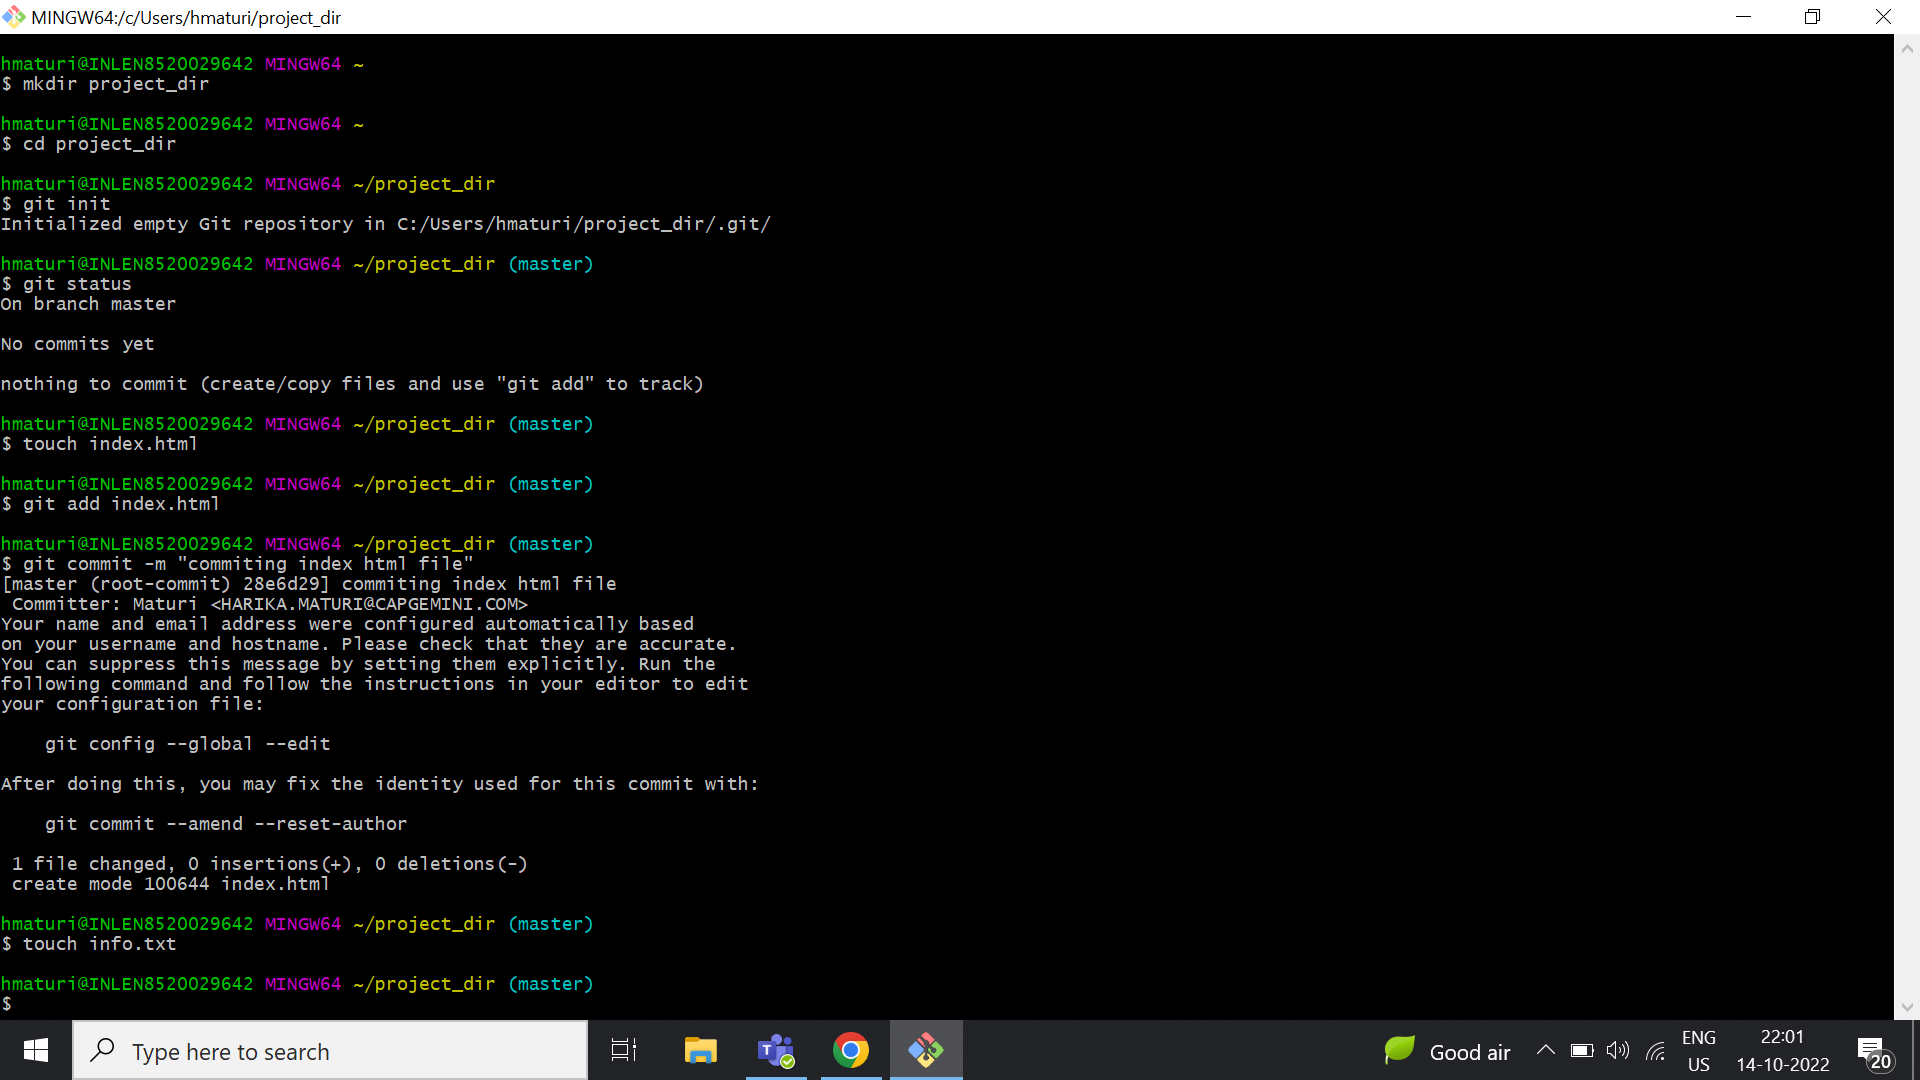 MINGW64:/c/Users/hmaturi/project_dir
hmaturi@INLEN8520029642 MINGW64 ~
$ mkdir project_dir
hmaturi@INLEN8520029642 MINGW64 ~
$ cd project_dir
hmaturi@INLEN8520029642 MINGW64 ~/project_dir
$ git init
Initialized empty Git repository in C:/Users/hmaturi/project_dir/.git/
hmaturi@INLEN8520029642 MINGW64 ~/project_dir (master)
$ git status
On branch master
No commits yet
nothing to commit (create/copy files and use "git add" to track)
hmaturi@INLEN8520029642 MINGW64 ~/project_dir (master)
$ touch index.html
hmaturi@INLEN8520029642 MINGW64 ~/project_dir (master)
$ git add index.html
hmaturi@INLEN8520029642 MINGW64 ~/project_dir (master)
$ git commit -m "commiting index html file"
[master (root-commit) 28e6d29] commiting index html file
 Committer: Maturi <HARIKA.MATURI@CAPGEMINI.COM>
Your name and email address were configured automatically based
on your username and hostname. Please check that they are accurate.
You can suppress this message by setting them explicitly. Run the
following command and follow the instructions in your editor to edit
your configuration file:
    git config --global --edit
After doing this, you may fix the identity used for this commit with:
    git commit --amend --reset-author
 1 file changed, 0 insertions(+), 0 deletions(-)
 create mode 100644 index.html
hmaturi@INLEN8520029642 MINGW64 ~/project_dir (master)
$ touch info.txt
hmaturi@INLEN8520029642 MINGW64 ~/project_dir (master)
$
Type here to search
Good air
ENG
US
22:01
14-10-2022
20